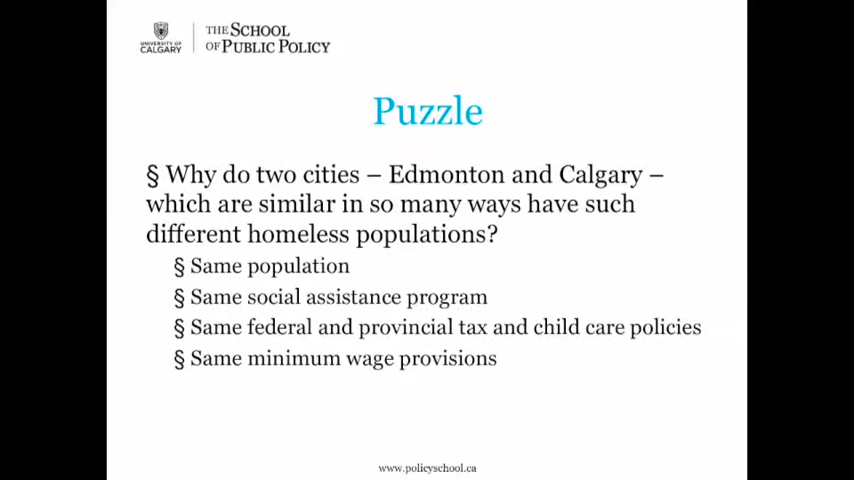 UNIVERSITY OF
CALGARY
THE SCHOOL
OF PUBLIC POLICY
Puzzle
§ Why do two cities – Edmonton and Calgary –
which are similar in so many ways have such
different homeless populations?
§ Same population
§ Same social assistance program
§ Same federal and provincial tax and child care policies
§ Same minimum wage provisions
www.policyschool.ca